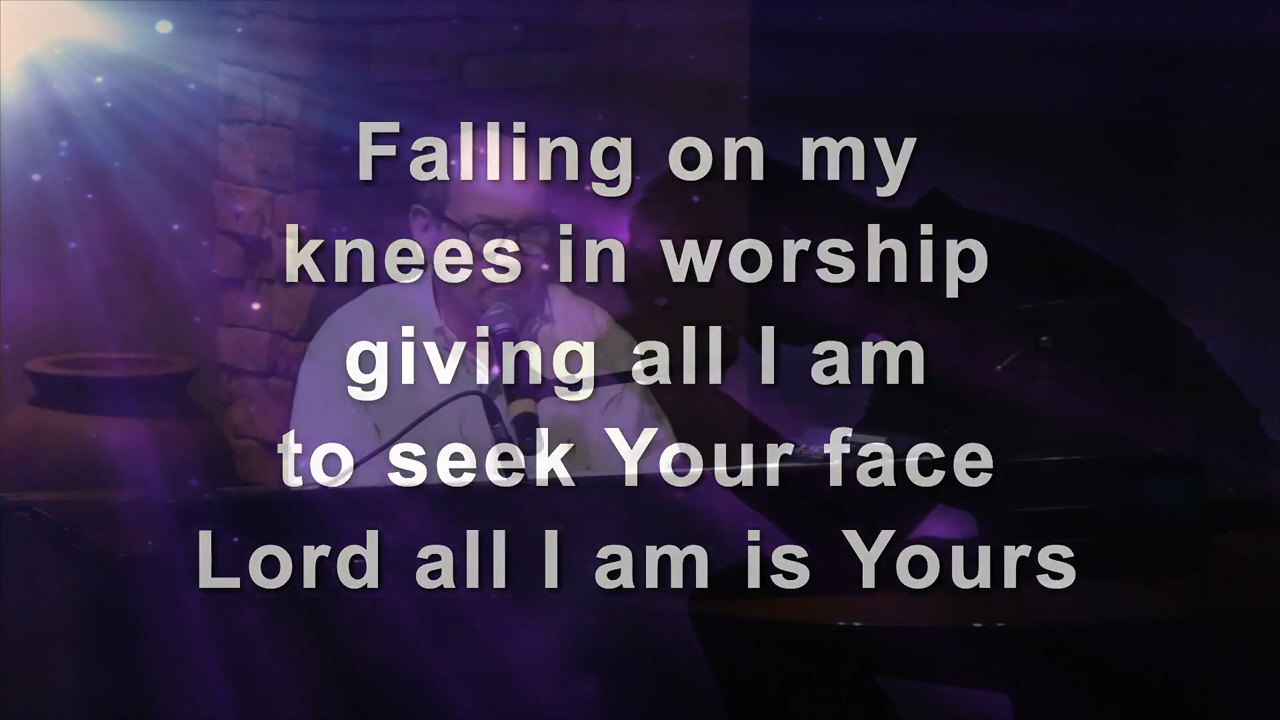 Falling on my
knees in worship
giving all I am
to seek Your face
Lord all I am is Yours